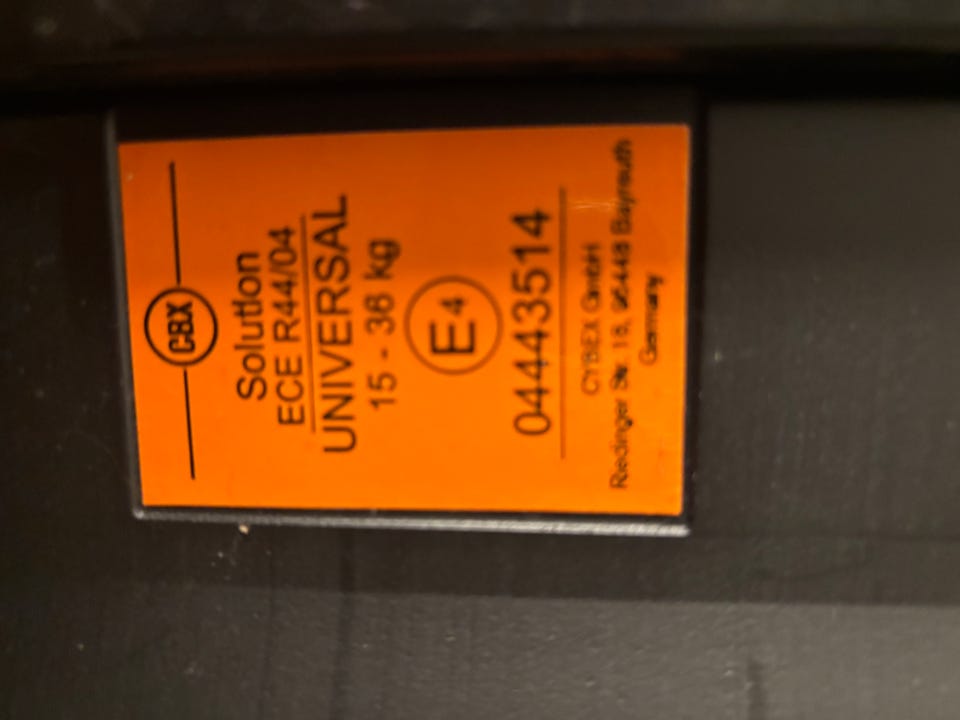 CBX
Solution
ECE R44/04
UNIVERSAL
15 - 36 kg
E4
04443514
CYBEX GmbH
Riedinger Str. 18, 95448 Bayreuth
Germany